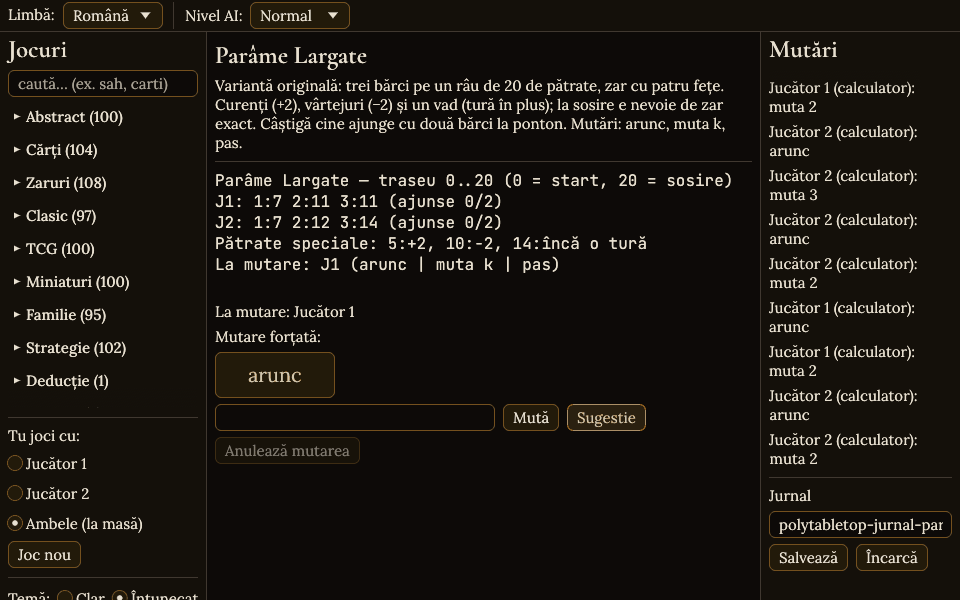 Limbă: Română Nivel AI: Normal
Jocuri
caută... (ex. sah, carti)
Abstract (100)
Cărți (104)
Zaruri (108)
Clasic (97)
TCG (100)
Miniaturi (100)
Familie (95)
Strategie (102)
Deducție (1)
Tu joci cu:
Jucător 1
Jucător 2
Ambele (la masă)
Joc nou
Temă: Clar Întunecat
Parâme Largate
Variantă originală: trei bărci pe un râu de 20 de pătrate, zar cu patru fețe.
Curenți (+2), vârtejuri (−2) și un vad (tură în plus); la sosire e nevoie de zar
exact. Câștigă cine ajunge cu două bărci la ponton. Mutări: arunc, muta k,
pas.
Parâme Largate — traseu 0..20 (0 = start, 20 = sosire)
J1: 1:7 2:11 3:11 (ajunse 0/2)
J2: 1:7 2:12 3:14 (ajunse 0/2)
Pătrate speciale: 5:+2, 10:-2, 14:încă o tură
La mutare: J1 (arunc | muta k | pas)
La mutare: Jucător 1
Mutare forțată:
arunc
Mută Sugestie
Anulează mutarea
Mutări
Jucător 1 (calculator):
muta 2
Jucător 2 (calculator):
arunc
Jucător 2 (calculator):
muta 3
Jucător 2 (calculator):
arunc
Jucător 2 (calculator):
muta 2
Jucător 1 (calculator):
arunc
Jucător 1 (calculator):
muta 2
Jucător 2 (calculator):
arunc
Jucător 2 (calculator):
muta 2
Jurnal
polytabletop-jurnal-par
Salvează Încarcă